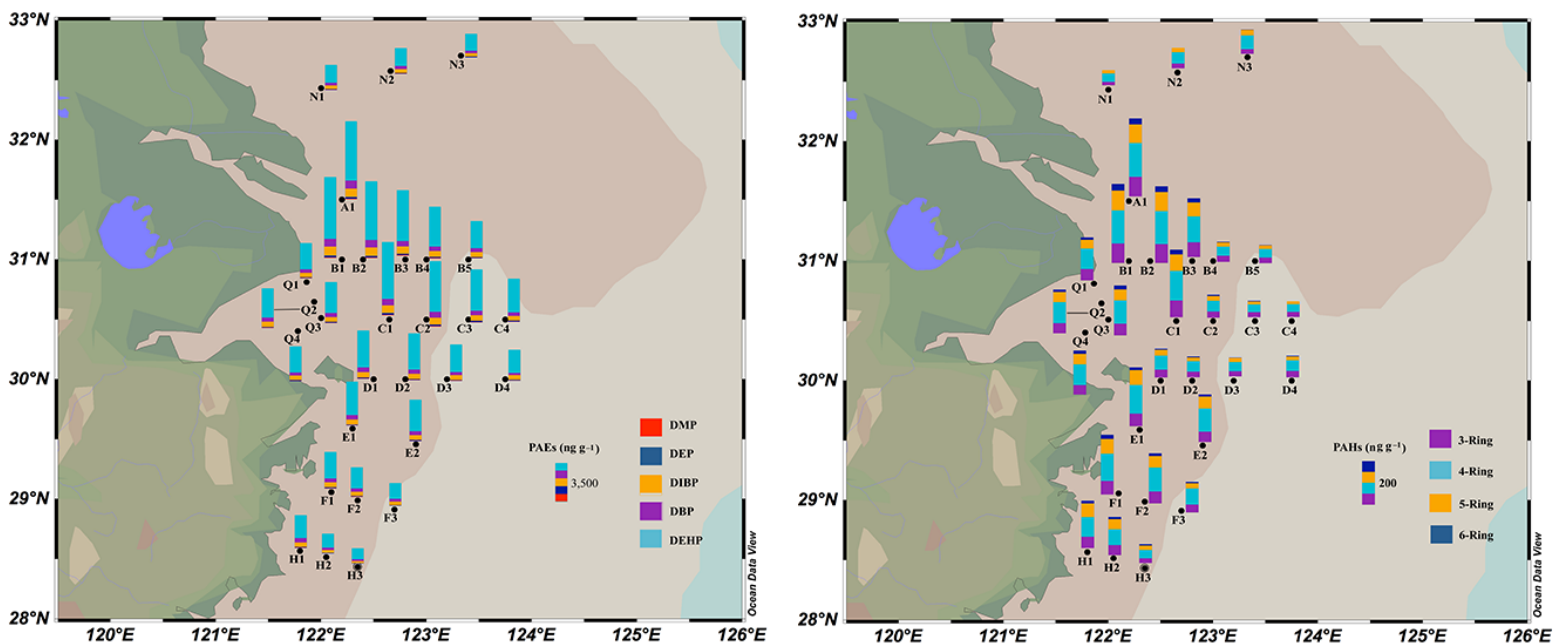 33°N
32°N
31°N
30°N
29°N
28°N
120°E 121°E 122°E 123°E 124°E 125°E 126°E
N1
N2
N3
A1
B1 B2 B3 B4 B5
Q1
Q2
Q3
Q4
C1 C2 C3 C4
D1 D2 D3 D4
E1
E2
F1 F2
F3
H1 H2
H3
PAEs (ng g⁻¹)
3,500
DMP
DEP
DIBP
DBP
DEHP
Ocean Data View
33°N
32°N
31°N
30°N
29°N
28°N
120°E 121°E 122°E 123°E 124°E 125°E 126°E
N1
N2
N3
A1
B1 B2 B3 B4 B5
Q1
Q2
Q3
Q4
C1 C2 C3 C4
D1 D2 D3 D4
E1
E2
F1 F2
F3
H1 H2
H3
PAHs (ng g⁻¹)
200
3-Ring
4-Ring
5-Ring
6-Ring
Ocean Data View